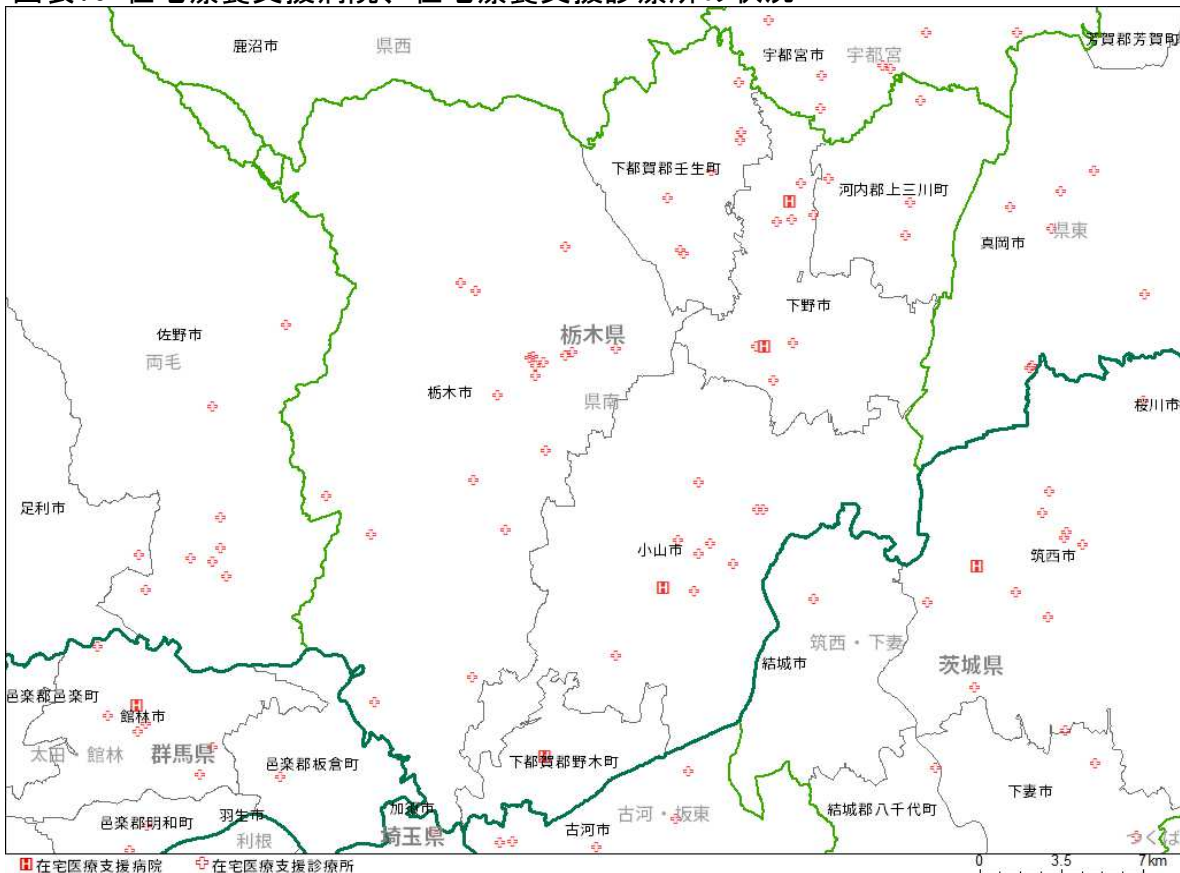 鹿沼市
県西
宇都宮市
宇都宮
芳賀郡芳賀町
下都賀郡壬生町
河内郡上三川町
真岡市
県東
下野市
佐野市
両毛
栃木県
栃木市
県南
桜川市
足利市
小山市
筑西市
筑西・下妻
結城市
茨城県
邑楽郡邑楽町
館林市
太田・館林
群馬県
邑楽郡板倉町
下都賀郡野木町
下妻市
邑楽郡明和町
羽生市
利根
加須市
埼玉県
古河市
古河・坂東
結城郡八千代町
つくば
在宅医療支援病院 在宅医療支援診療所
0 3.5 7km